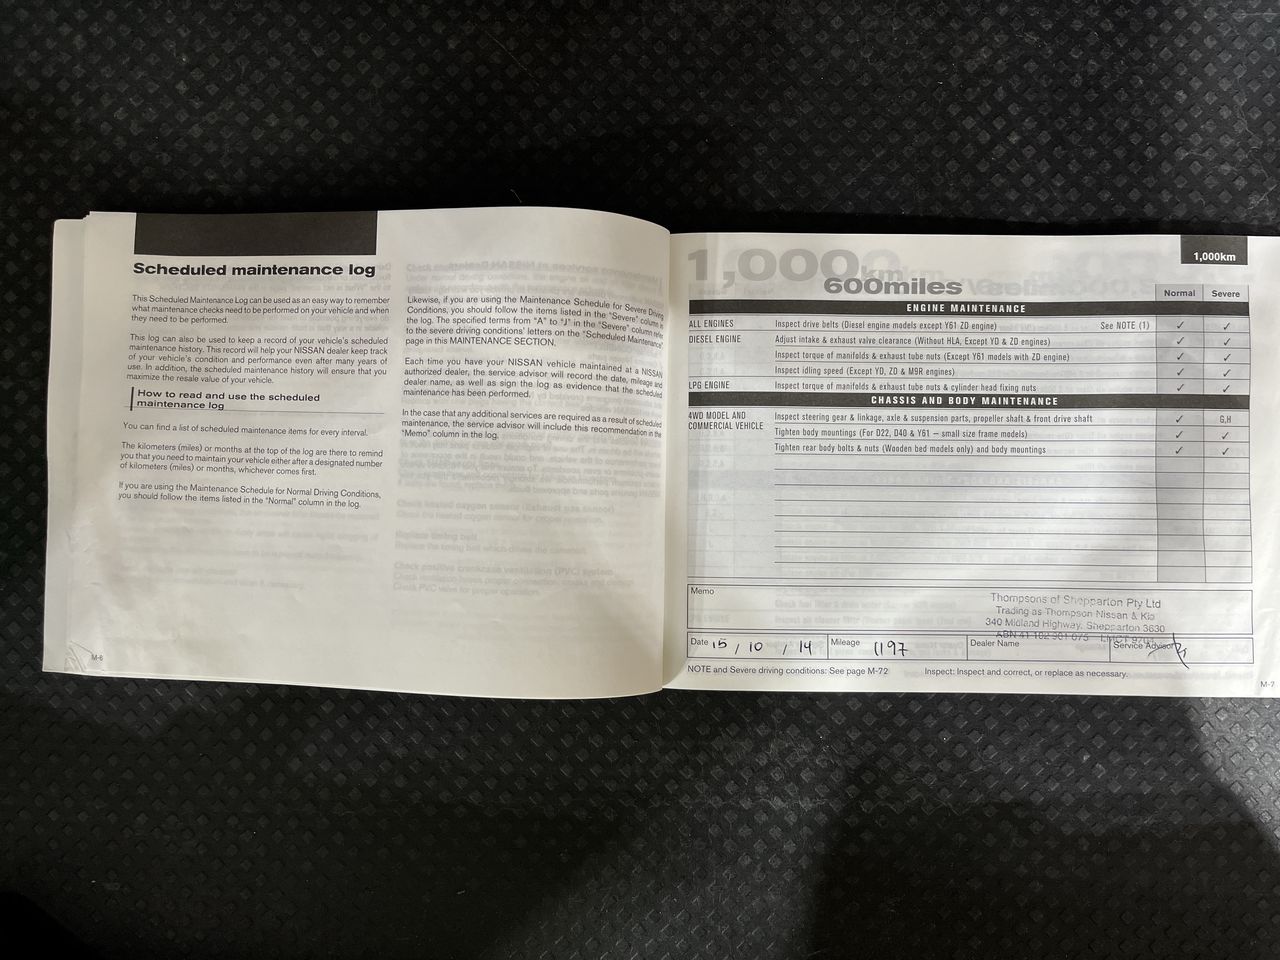 Scheduled maintenance log
This Scheduled Maintenance Log can be used as an easy way to remember
what maintenance checks need to be performed on your vehicle and when
they need to be performed.
This log can also be used to keep a record of your vehicle's scheduled
maintenance history. This record will help your NISSAN dealer keep track
of your vehicle's condition and performance even after many years of
use. In addition, the scheduled maintenance history will ensure that you
maximize the resale value of your vehicle.
How to read and use the scheduled
maintenance log
You can find a list of scheduled maintenance items for every interval.
The kilometers (miles) or months at the top of the log are there to remind
you that you need to maintain your vehicle either after a designated number
of kilometers (miles) or months, whichever comes first.
If you are using the Maintenance Schedule for Normal Driving Conditions,
you should follow the items listed in the "Normal" column in the log.
Likewise, if you are using the Maintenance Schedule for Severe Driving
Conditions, you should follow the items listed in the "Severe" column in
the log. The specified items from "A" to "J" in the "Severe" column refer
to the severe driving conditions' letters on the "Scheduled Maintenance"
page in this MAINTENANCE SECTION.
Each time you have your NISSAN vehicle maintained at a NISSAN
authorized dealer, the service advisor will record the date, mileage and
dealer name, as well as sign the log as evidence that the scheduled
maintenance has been performed.
In the case that any additional services are required as a result of scheduled
maintenance, the service advisor will include this recommendation in the
"Memo" column in the log.
M-6
1,000km
1,000km
600miles
Normal Severe
ENGINE MAINTENANCE
ALL ENGINES Inspect drive belts (Diesel engine models except Y61 ZD engine) See NOTE (1) ✓ ✓
DIESEL ENGINE Adjust intake & exhaust valve clearance (Without HLA, Except YD & ZD engines) ✓ ✓
Inspect torque of manifolds & exhaust tube nuts (Except Y61 models with ZD engine) ✓ ✓
Inspect idling speed (Except YD, ZD & M9R engines) ✓ ✓
LPG ENGINE Inspect torque of manifolds & exhaust tube nuts & cylinder head fixing nuts ✓ ✓
CHASSIS AND BODY MAINTENANCE
4WD MODEL AND COMMERCIAL VEHICLE Inspect steering gear & linkage, axle & suspension parts, propeller shaft & front drive shaft ✓ G,H
Tighten body mountings (For D22, D40 & Y61 – small size frame models) ✓ ✓
Tighten rear body bolts & nuts (Wooden bed models only) and body mountings ✓ ✓
Memo
Thompsons of Shepparton Pty Ltd
Trading as Thompson Nissan & Kia
340 Midland Highway, Shepparton 3630
ABN 41 102 901 075 LMCT
Date 15 / 10 / 14 Mileage 1197 Dealer Name Service Advisor
NOTE and Severe driving conditions: See page M-72 Inspect: Inspect and correct, or replace as necessary.
M-7